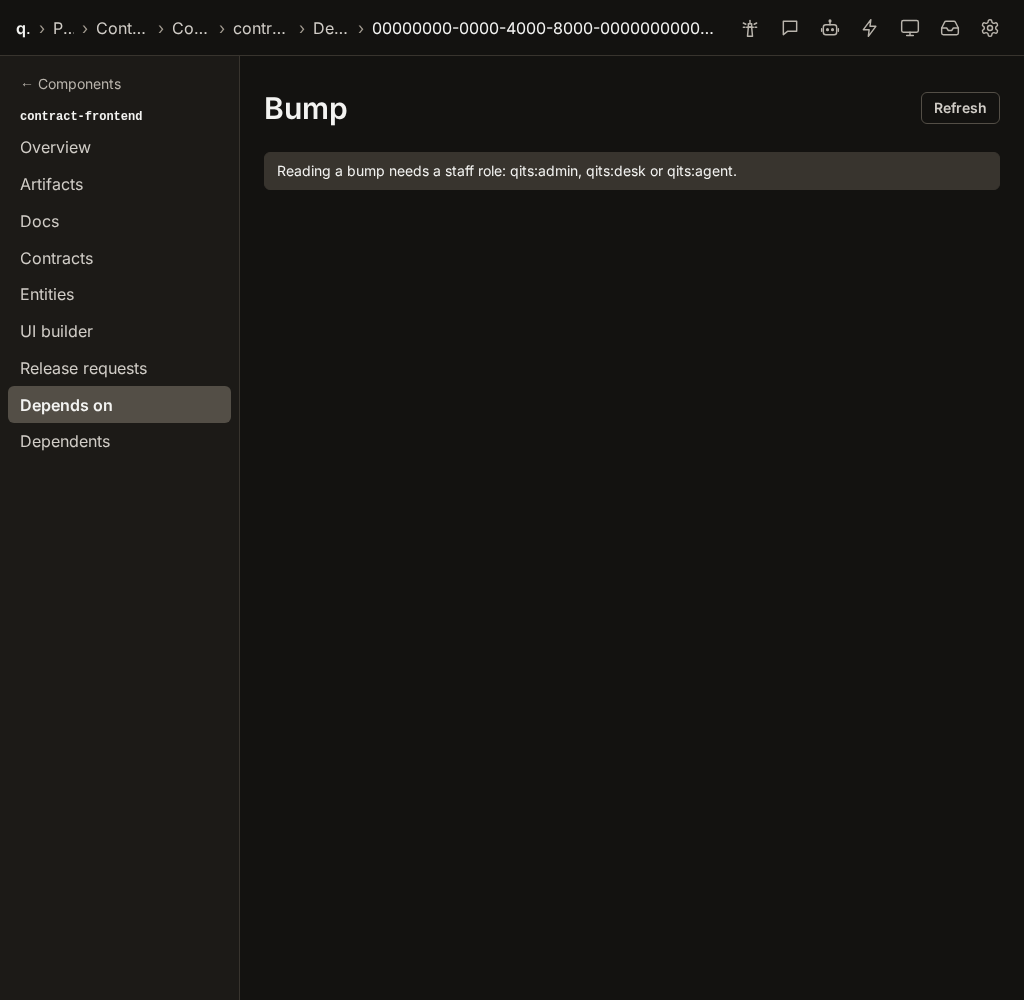 q. › P... › Cont... › Co... › contr... › De... › 00000000-0000-4000-8000-0000000000...
← Components
contract-frontend
Overview
Artifacts
Docs
Contracts
Entities
UI builder
Release requests
Depends on
Dependents
Bump
Refresh
Reading a bump needs a staff role: qits:admin, qits:desk or qits:agent.